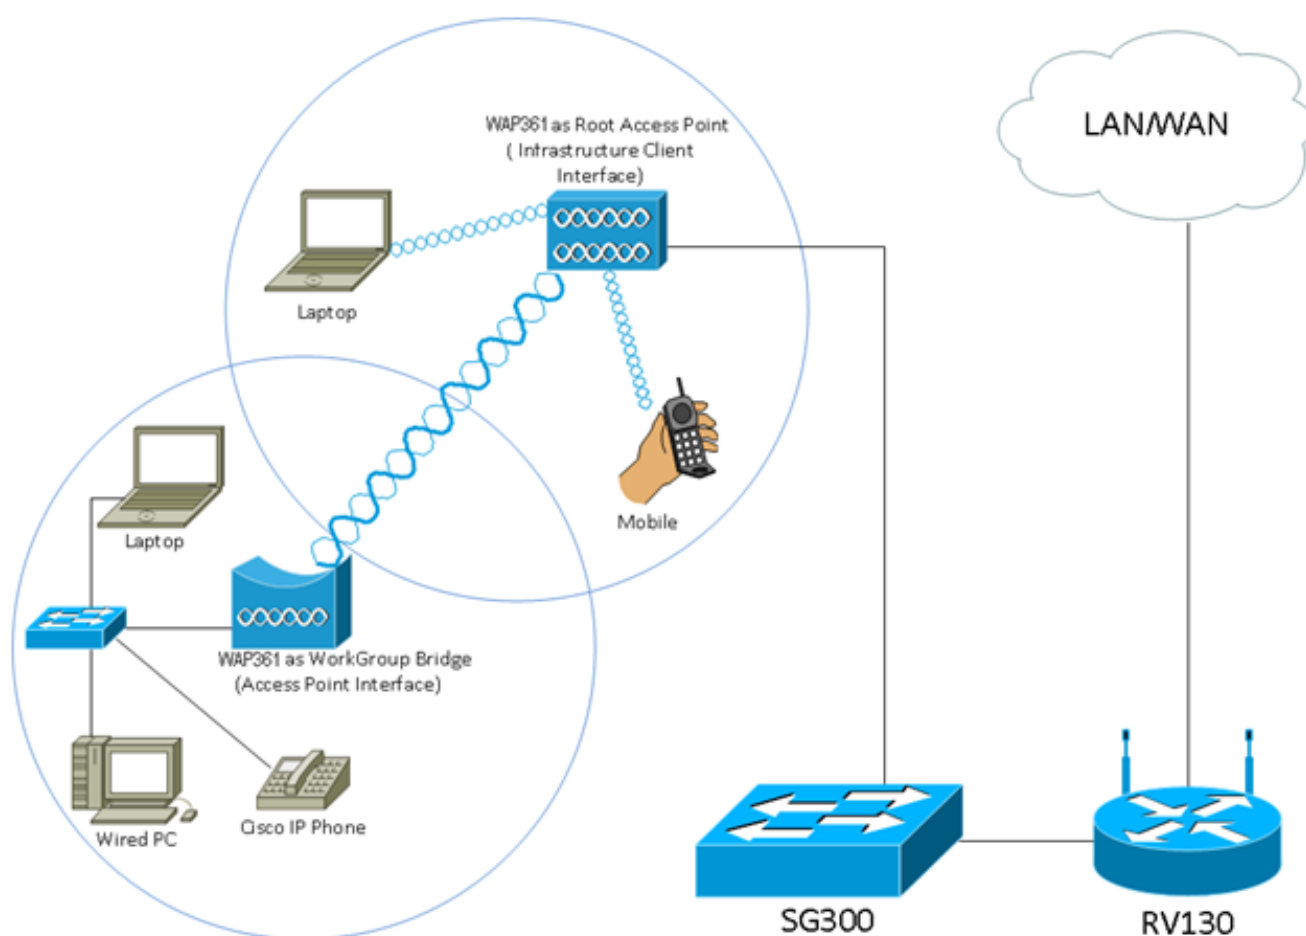 WAP361 as Root Access Point
( Infrastructure Client
Interface)
LAN/WAN
Laptop
Mobile
Laptop
WAP361 as WorkGroup Bridge
(Access Point Interface)
Wired PC
Cisco IP Phone
SG300
RV130